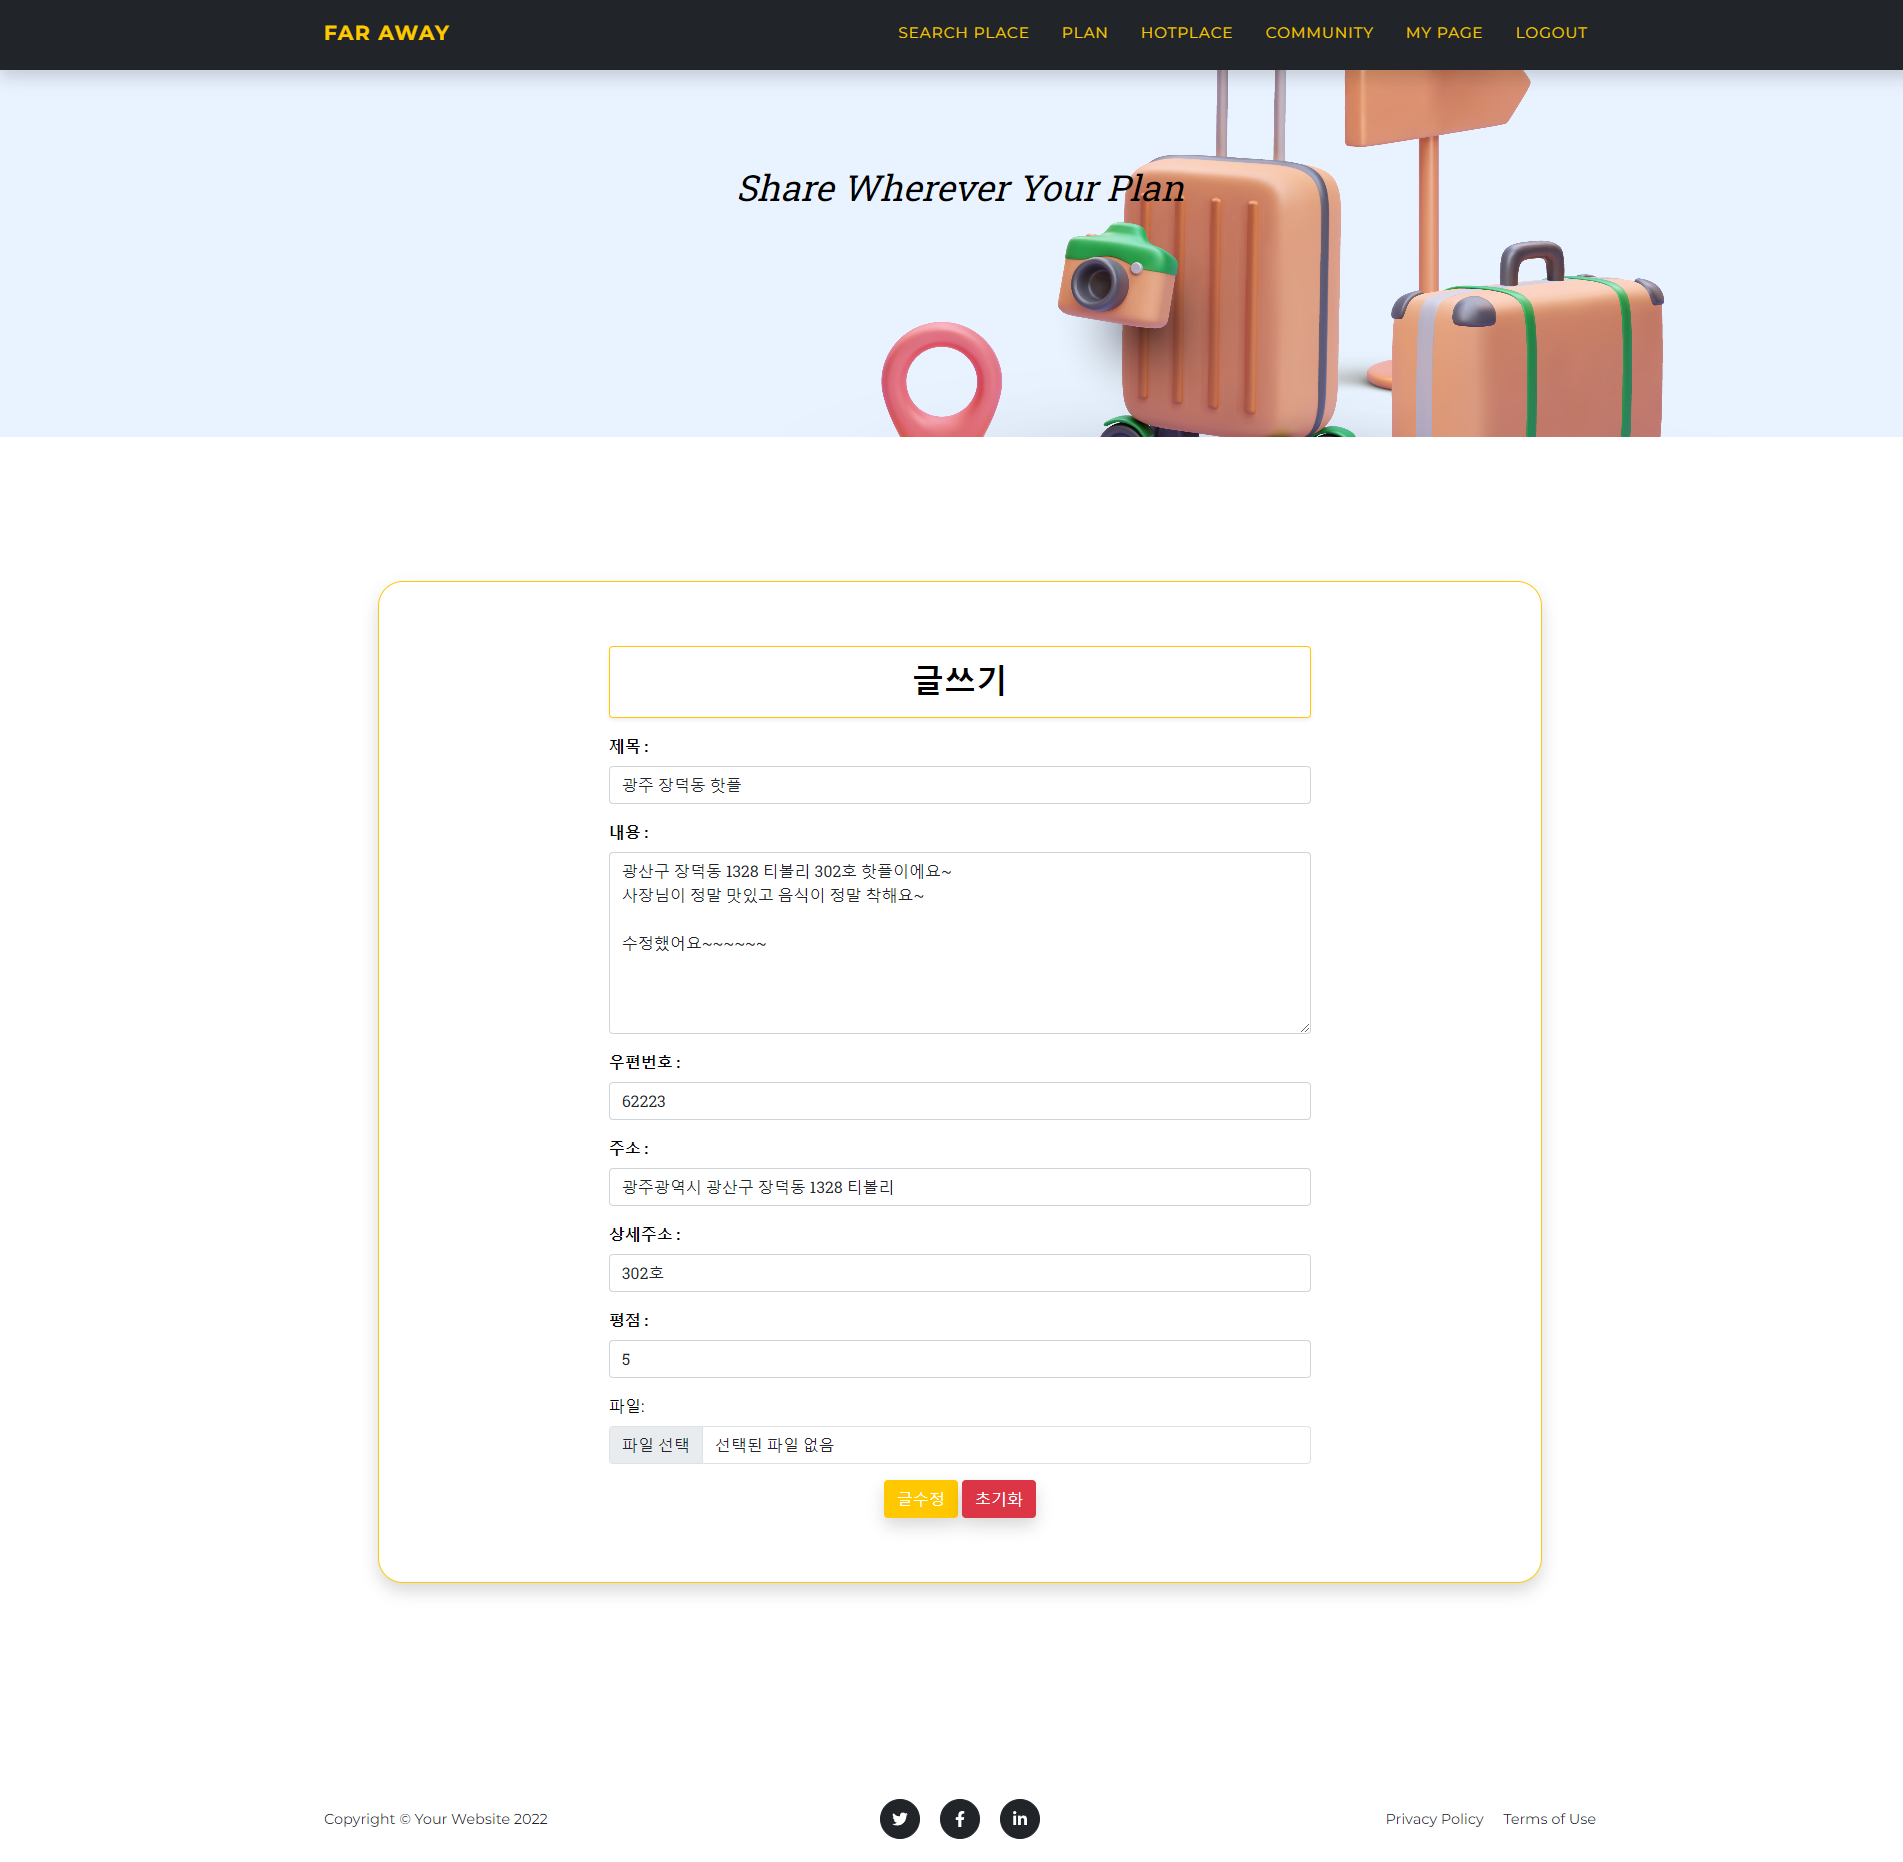 FAR AWAY
SEARCH PLACE
PLAN
HOTPLACE
COMMUNITY
MY PAGE
LOGOUT
Share Wherever Your Plan
글쓰기
제목 :
광주 장덕동 핫플
내용 :
광산구 장덕동 1328 티볼리 302호 핫플이에요~
사장님이 정말 맛있고 음식이 정말 착해요~
수정했어요~~~~~~
우편번호 :
62223
주소 :
광주광역시 광산구 장덕동 1328 티볼리
상세주소 :
302호
평점 :
5
파일:
파일 선택
선택된 파일 없음
글수정
초기화
Copyright © Your Website 2022
Privacy Policy
Terms of Use